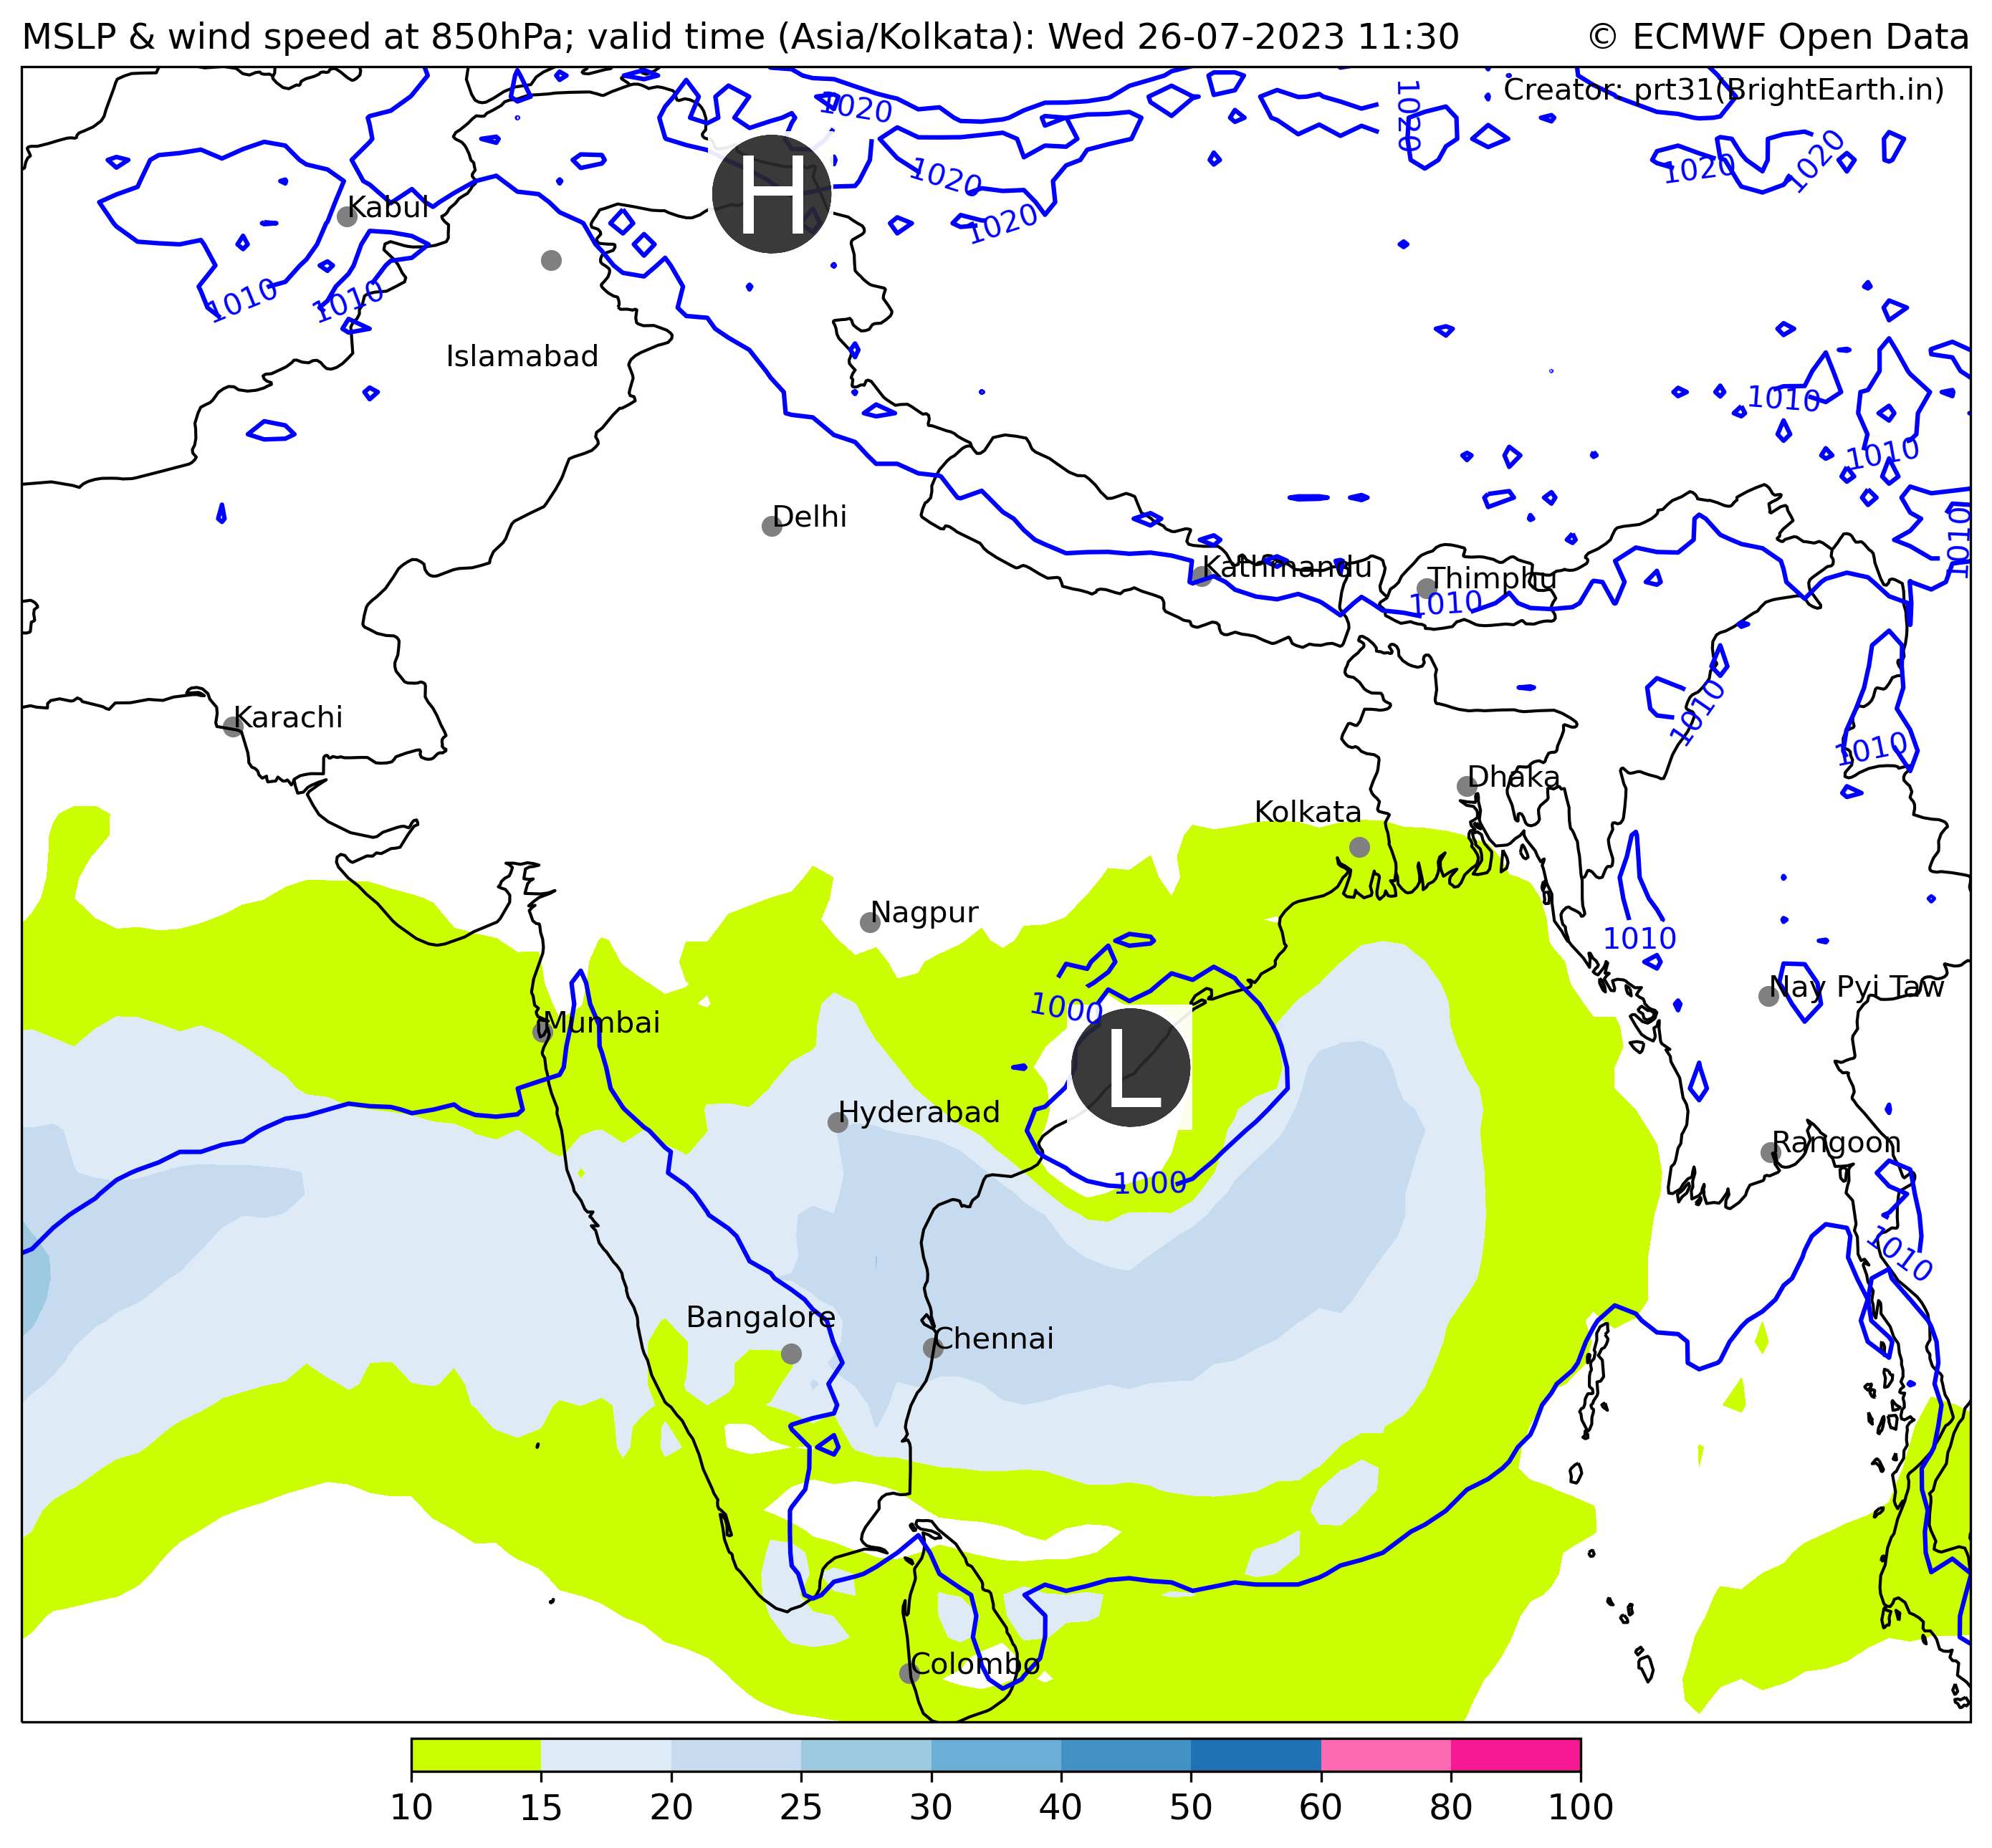 MSLP & wind speed at 850hPa; valid time (Asia/Kolkata): Wed 26-07-2023 11:30
© ECMWF Open Data
Creator: prt31(BrightEarth.in)
1020
1020
1020
1020
1020
1020
H
Kabul
1010
1010
Islamabad
1010
1010
Delhi
1010
Kathmandu
Thimphu
1010
Karachi
1010
1010
Dhaka
Kolkata
Nagpur
1010
Nay Pyi Taw
1000
Mumbai
L
Hyderabad
Rangoon
1000
1010
Bangalore
Chennai
Colombo
10 15 20 25 30 40 50 60 80 100